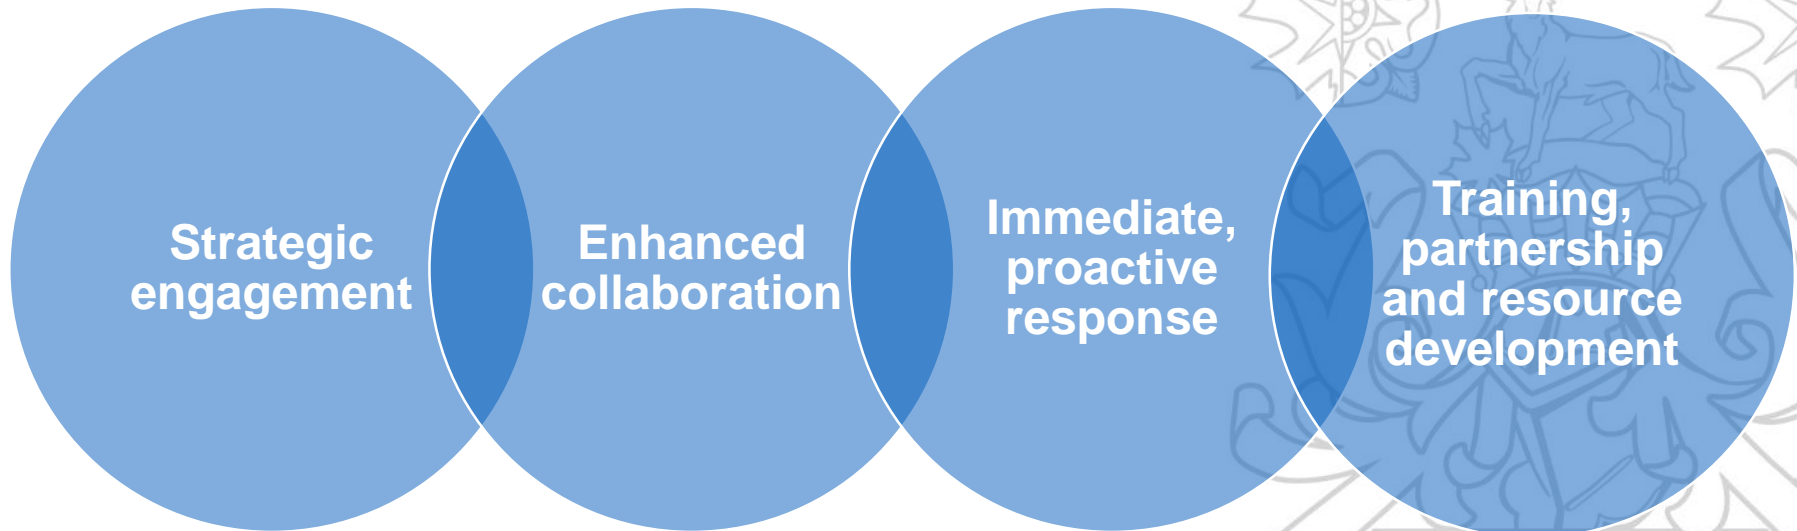 Strategic
engagement
Enhanced
collaboration
Immediate,
proactive
response
Training,
partnership
and resource
development